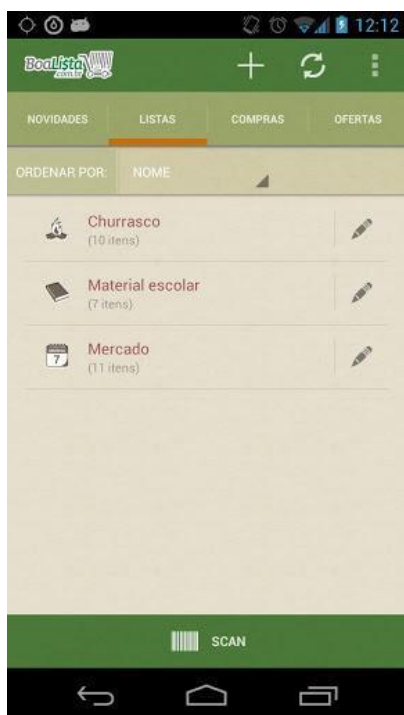 12:12
BoaLista
.com.br
NOVIDADES
LISTAS
COMPRAS
OFERTAS
ORDENAR POR:
NOME
Churrasco
(10 itens)
Material escolar
(7 itens)
7
Mercado
(11 itens)
SCAN